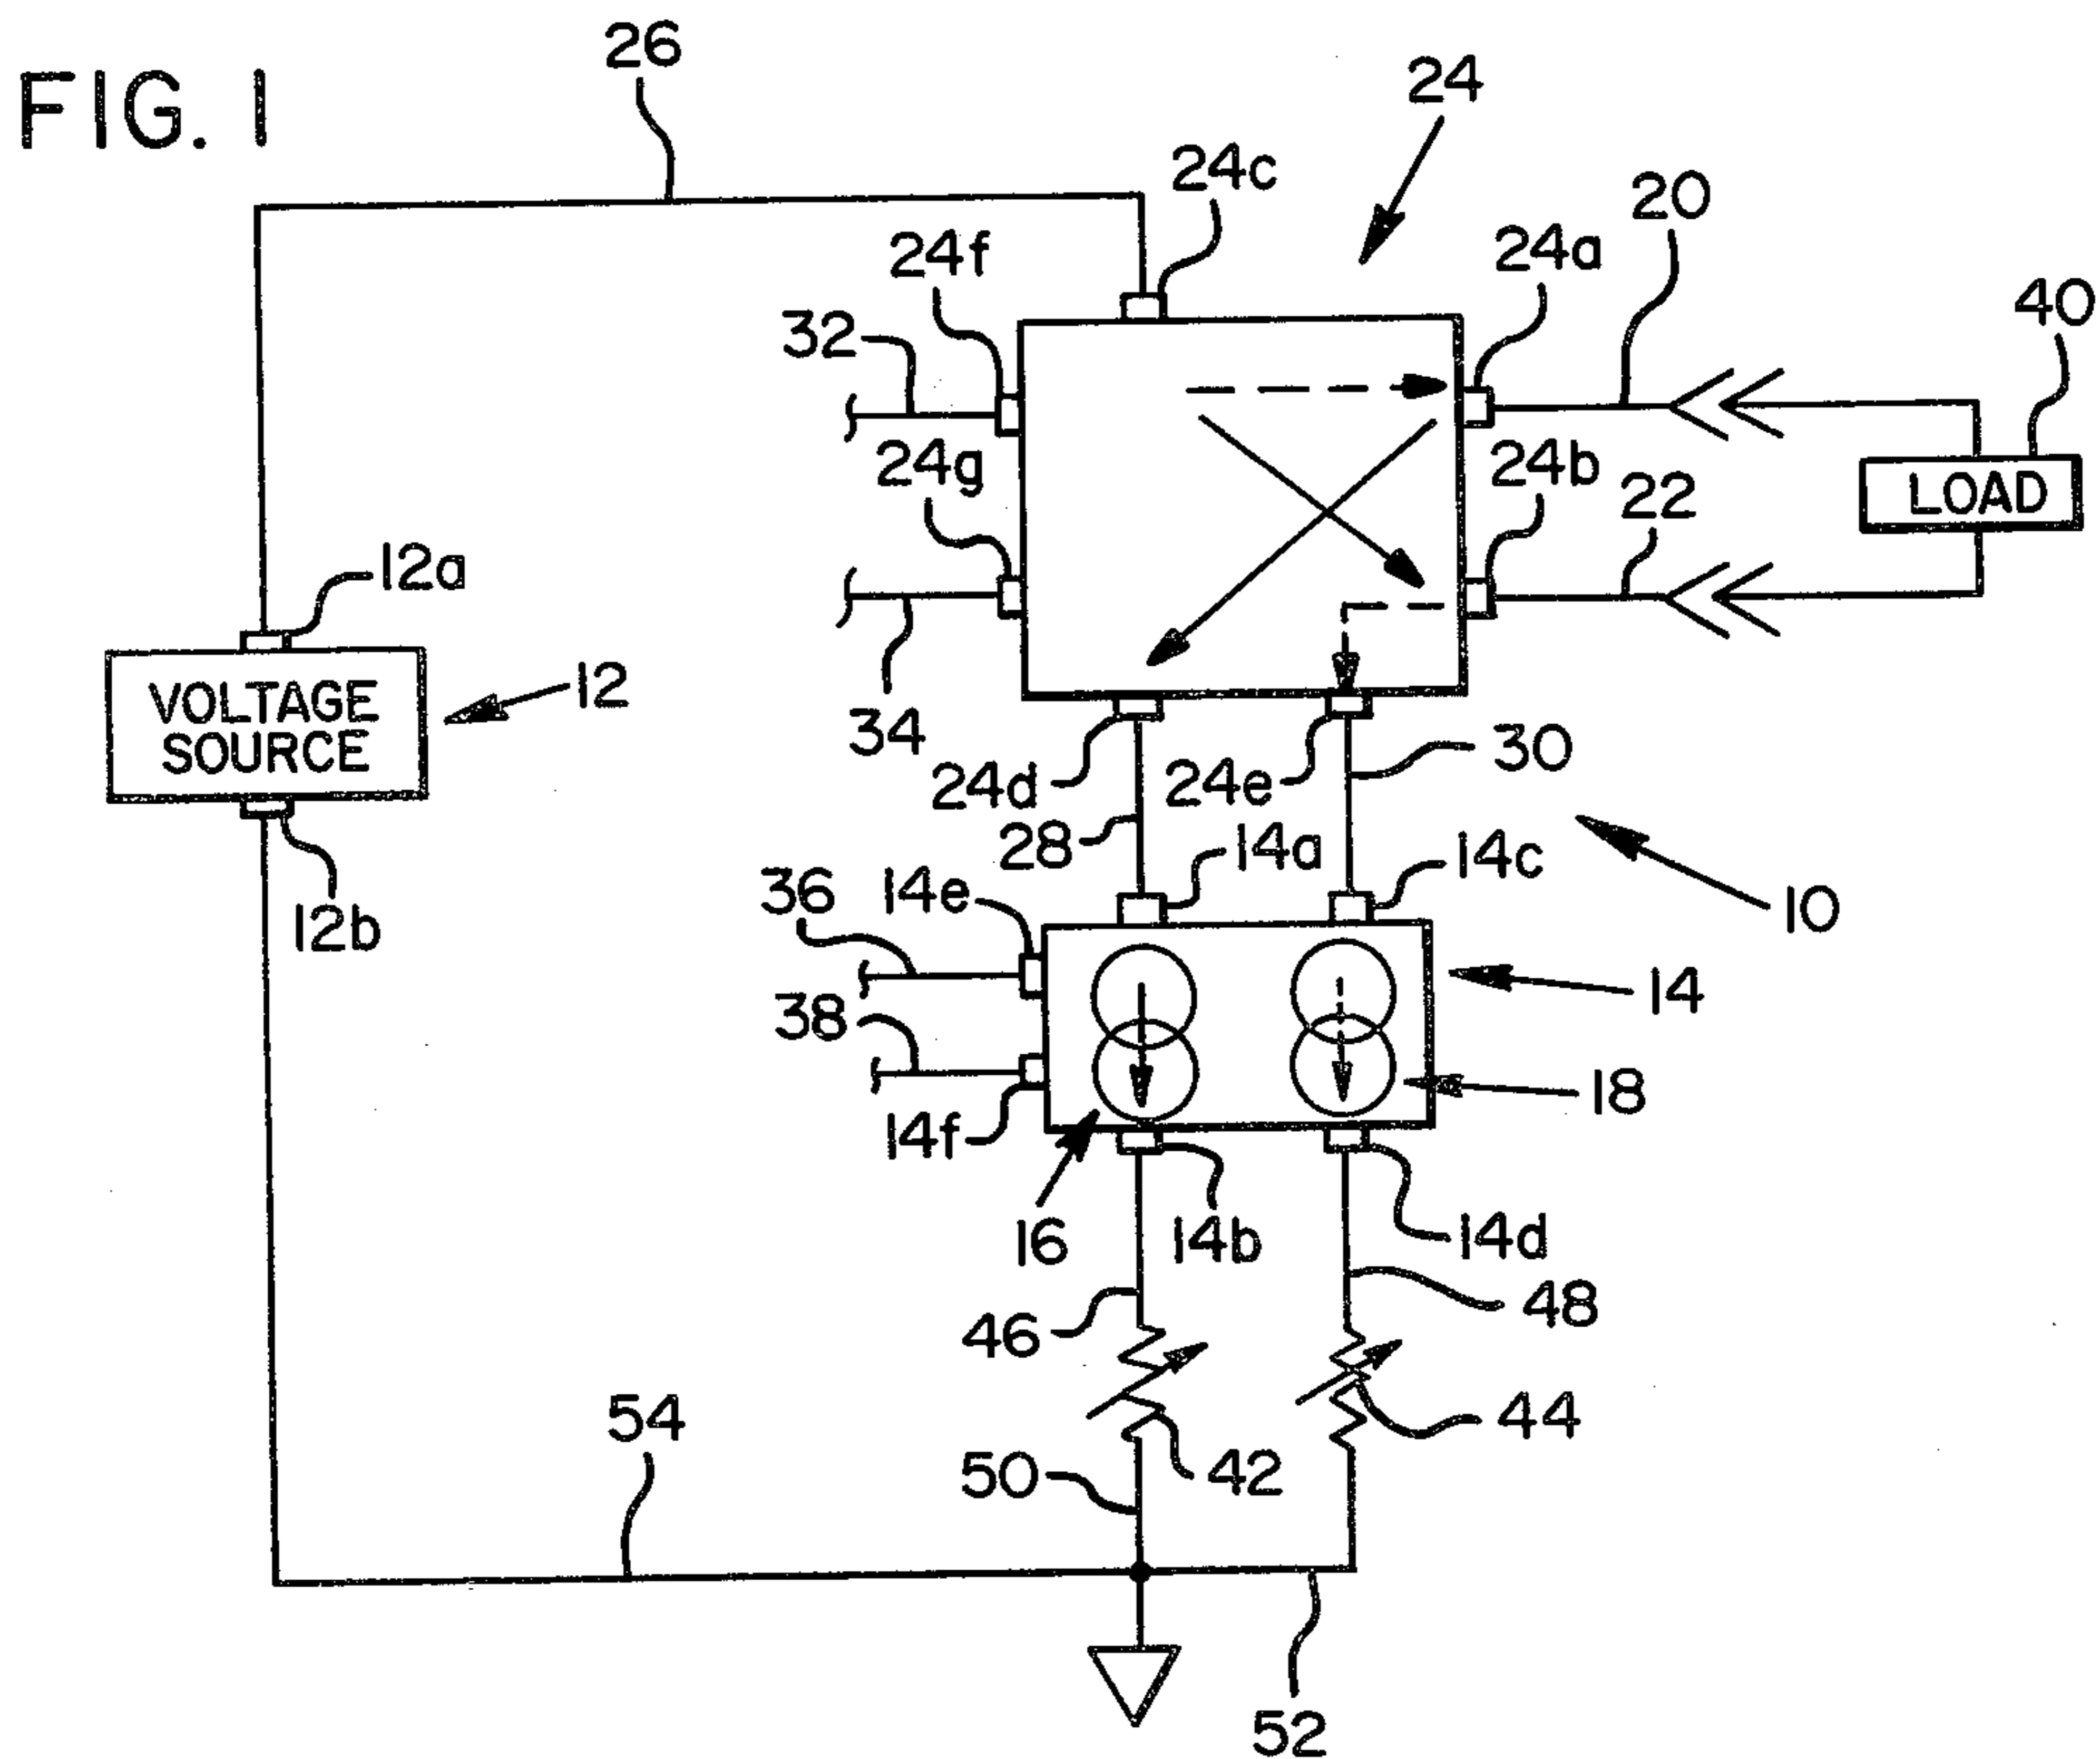 FIG. 1
26
24
24c
20
24f
24a
40
32
24g
24b
22
LOAD
12a
12
VOLTAGE
SOURCE
34
24d
24e
30
28
14a
14c
12b
36
14e
10
14
38
18
14f
16
14b
14d
46
48
54
44
50
42
52